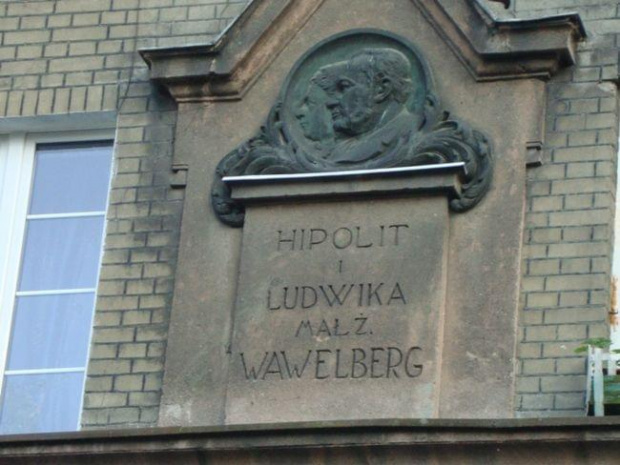 HIPOLIT
i
LUDWIKA
MAŁŻ.
WAWELBERG